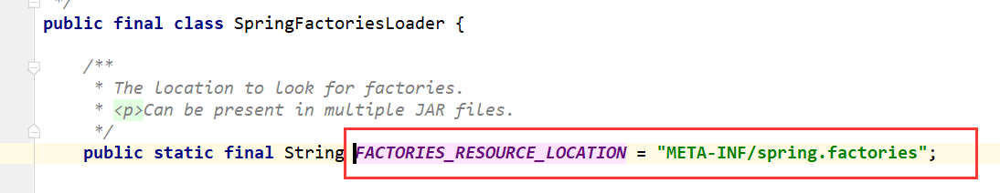 */
public final class SpringFactoriesLoader {
/**
* The location to look for factories.
* <p>Can be present in multiple JAR files.
*/
public static final String FACTORIES_RESOURCE_LOCATION = "META-INF/spring.factories";